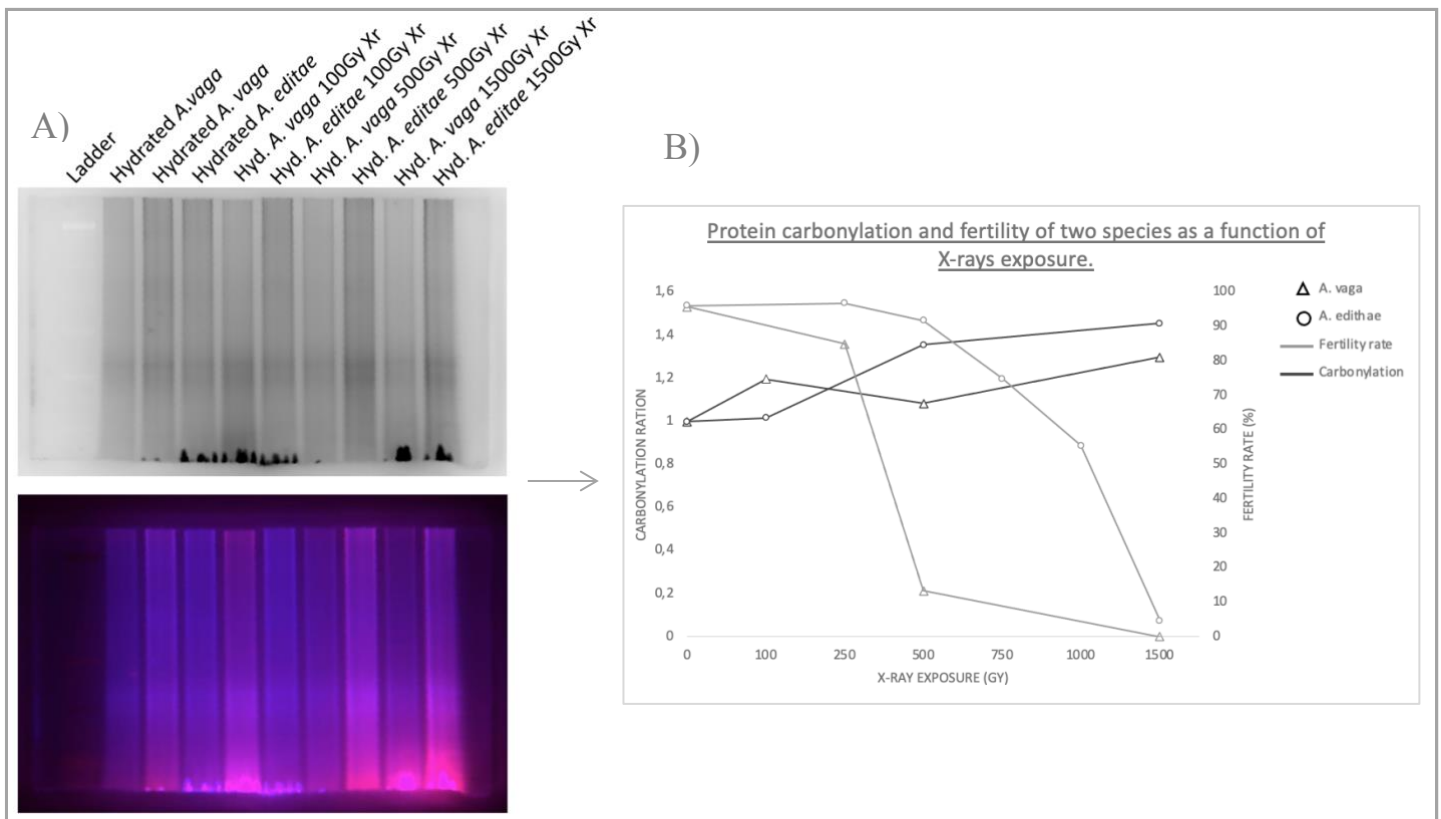 A)
Ladder
Hydrated A.vaga
Hydrated A. vaga
Hydrated A. editae
Hyd. A. vaga 100Gy Xr
Hyd. A. editae 100Gy Xr
Hyd. A. vaga 500Gy Xr
Hyd. A. editae 500Gy Xr
Hyd. A. vaga 1500Gy Xr
Hyd. A. editae 1500Gy Xr
B)
Protein carbonylation and fertility of two species as a function of
X-rays exposure.
CARBONYLATION RATION
1,6
1,4
1,2
1
0,8
0,6
0,4
0,2
0
0 100 250 500 750 1000 1500
X-RAY EXPOSURE (GY)
100
90
80
70
60
50
40
30
20
10
0
FERTILITY RATE (%)
A. vaga
A. edithae
Fertility rate
Carbonylation